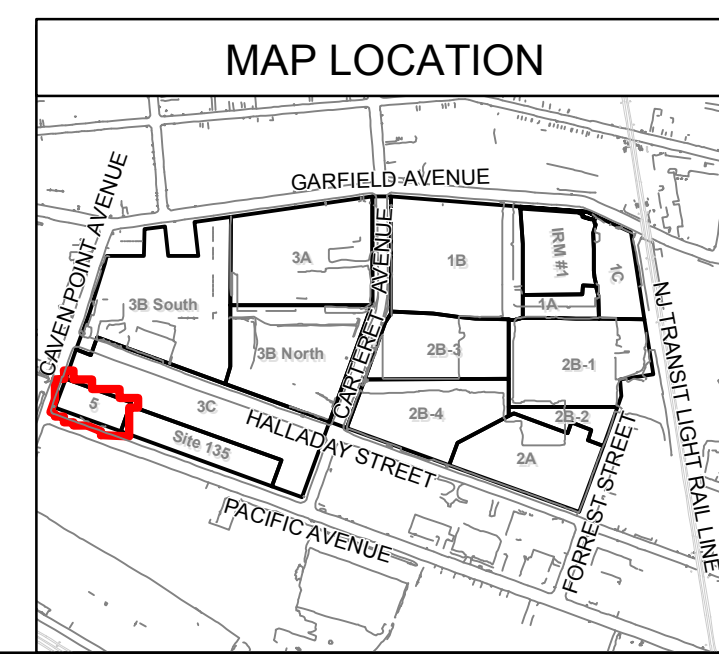 MAP LOCATION
GARFIELD AVENUE
CAVEN POINT AVENUE
CARTERET AVENUE
NJ TRANSIT LIGHT RAIL LINE
3A
1B
IRM #1
1C
1A
3B South
3B North
2B-3
2B-1
2B-4
2B-2
2A
5
3C
Site 135
HALLADAY STREET
PACIFIC AVENUE
FORREST STREET